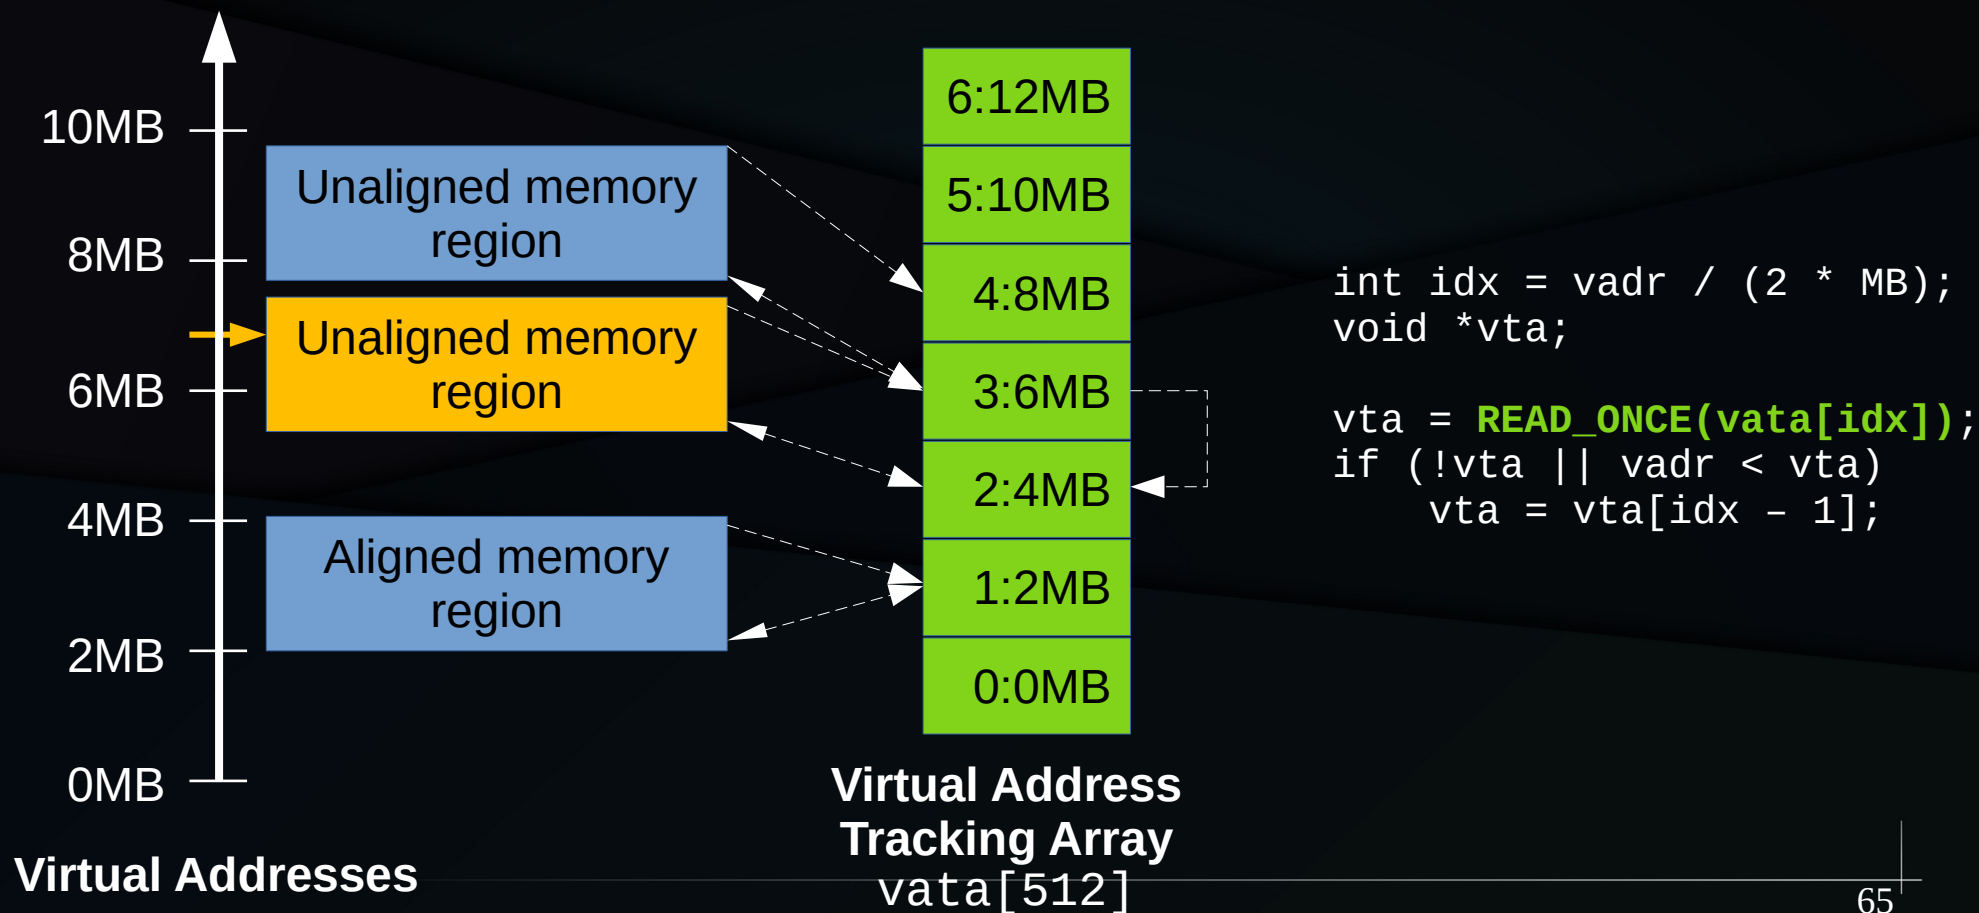 10MB
8MB
6MB
4MB
2MB
0MB
Virtual Addresses
Unaligned memory
region
Unaligned memory
region
Aligned memory
region
6:12MB
5:10MB
4:8MB
3:6MB
2:4MB
1:2MB
0:0MB
Virtual Address
Tracking Array
vata[512]
int idx = vadr / (2 * MB);
void *vta;
vta = READ_ONCE(vata[idx]);
if (!vta || vadr < vta)
vta = vta[idx – 1];
65